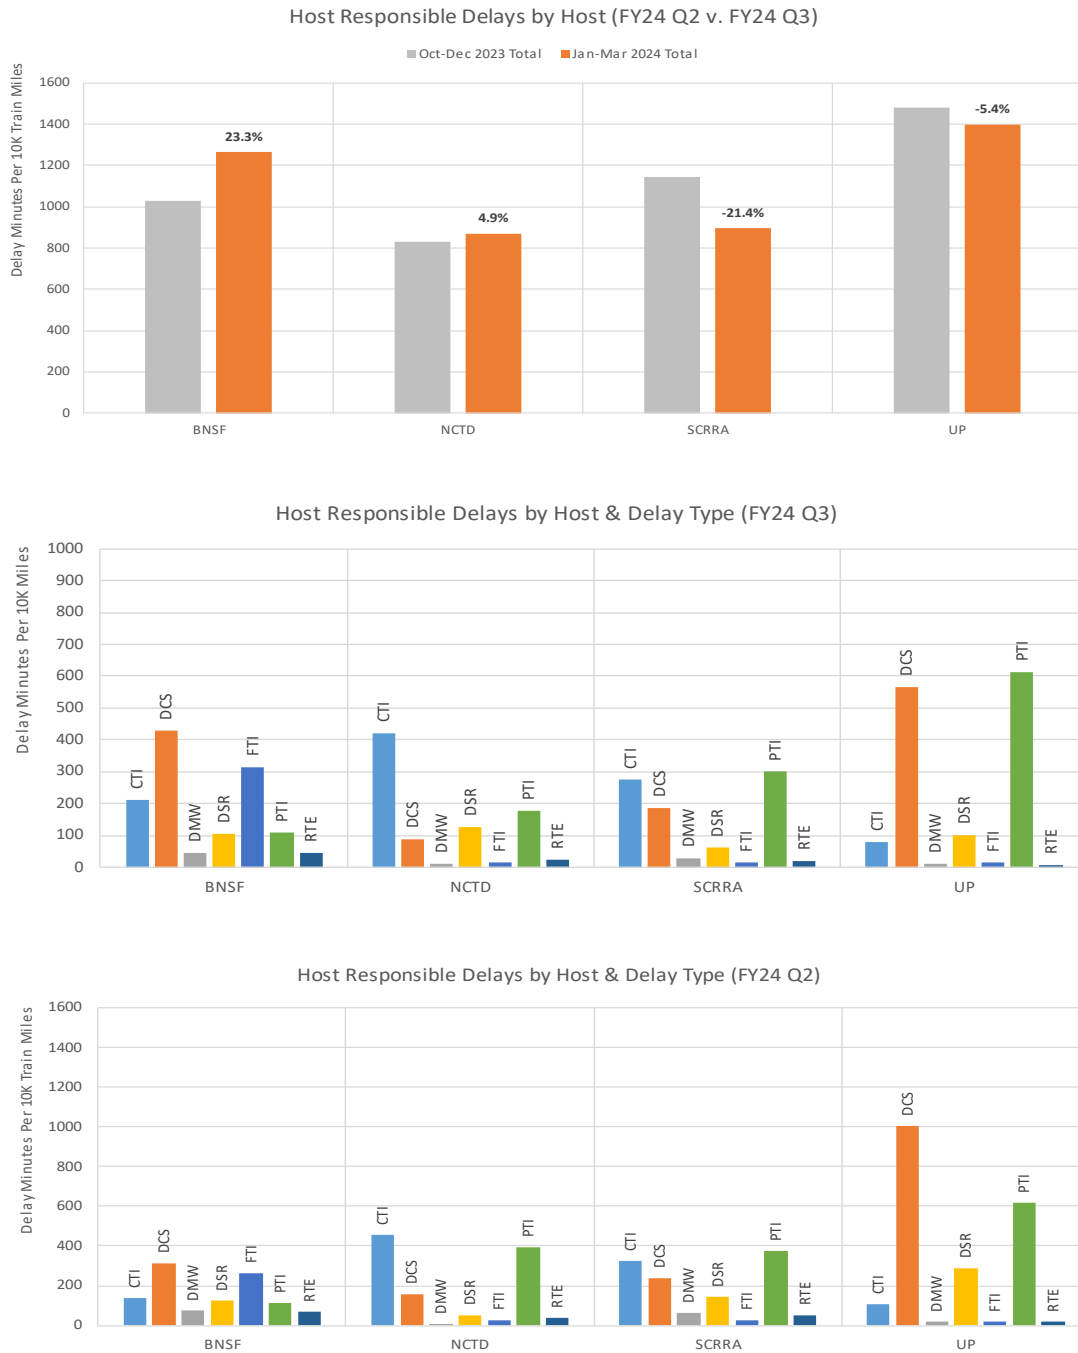 Host Responsible Delays by Host (FY24 Q2 v. FY24 Q3)
Oct-Dec 2023 Total Jan-Mar 2024 Total
Delay Minutes Per 10K Train Miles
1600
1400
1200
1000
800
600
400
200
0
23.3%
4.9%
-21.4%
-5.4%
BNSF NCTD SCRRA UP
Host Responsible Delays by Host & Delay Type (FY24 Q3)
Delay Minutes Per 10K Miles
1000
900
800
700
600
500
400
300
200
100
0
CTI DCS DMW DSR FTI PTI RTE
CTI DCS DMW DSR FTI PTI RTE
CTI DCS DMW DSR FTI PTI RTE
CTI DCS DMW DSR FTI PTI RTE
BNSF NCTD SCRRA UP
Host Responsible Delays by Host & Delay Type (FY24 Q2)
Delay Minutes Per 10K Train Miles
1600
1400
1200
1000
800
600
400
200
0
CTI DCS DMW DSR FTI PTI RTE
CTI DCS DMW DSR FTI PTI RTE
CTI DCS DMW DSR FTI PTI RTE
CTI DCS DMW DSR FTI PTI RTE
BNSF NCTD SCRRA UP